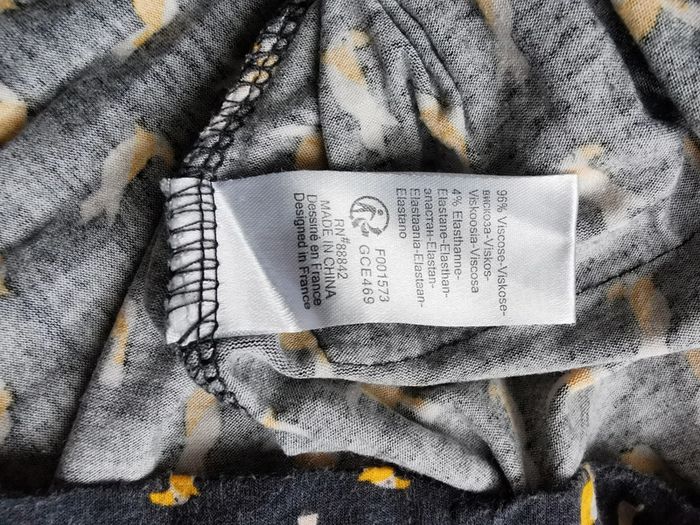 96% Viscose-Viskose-
вискоза-Viskos-
Viskoosia-Viscosa
4% Elasthanne-
Elastane-Elasthan-
эластан-Elastan-
Elastaania-Elastaan-
Elastano
F001573
GCE469
RN#88842
MADE IN CHINA
Dessiné en France
Designed in France